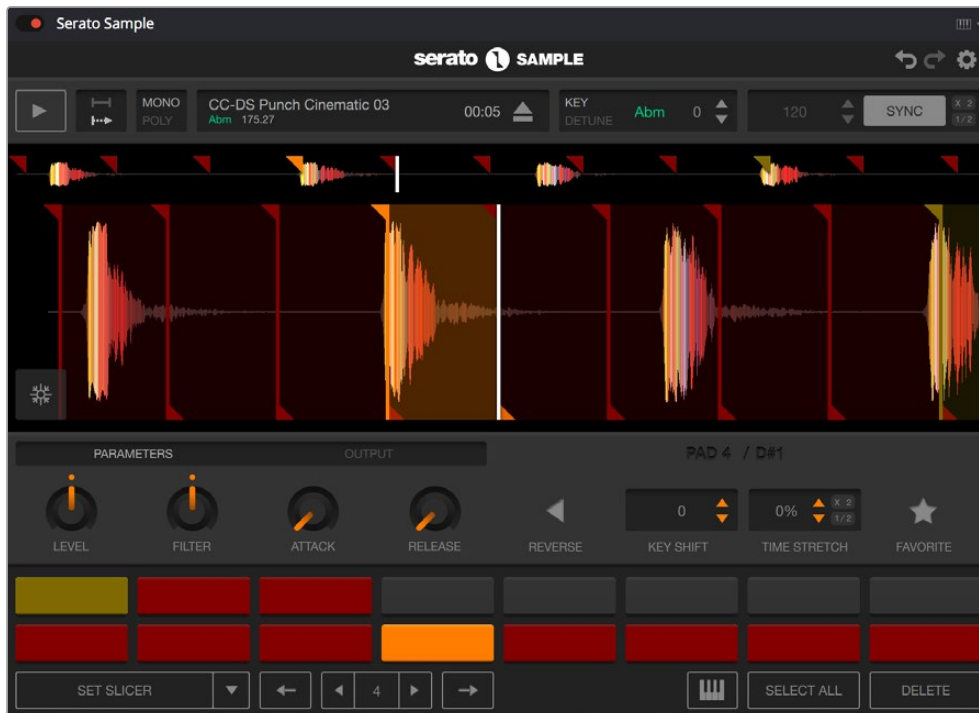 Serato Sample
serato SAMPLE
MONO
POLY
CC-DS Punch Cinematic 03
Abm 175.27
00:05
KEY
DETUNE
Abm
0
120
SYNC
X 2
1/2
PARAMETERS
OUTPUT
PAD 4 / D#1
0
0%
X 2
1/2
LEVEL
FILTER
ATTACK
RELEASE
REVERSE
KEY SHIFT
TIME STRETCH
FAVORITE
SET SLICER
4
SELECT ALL
DELETE